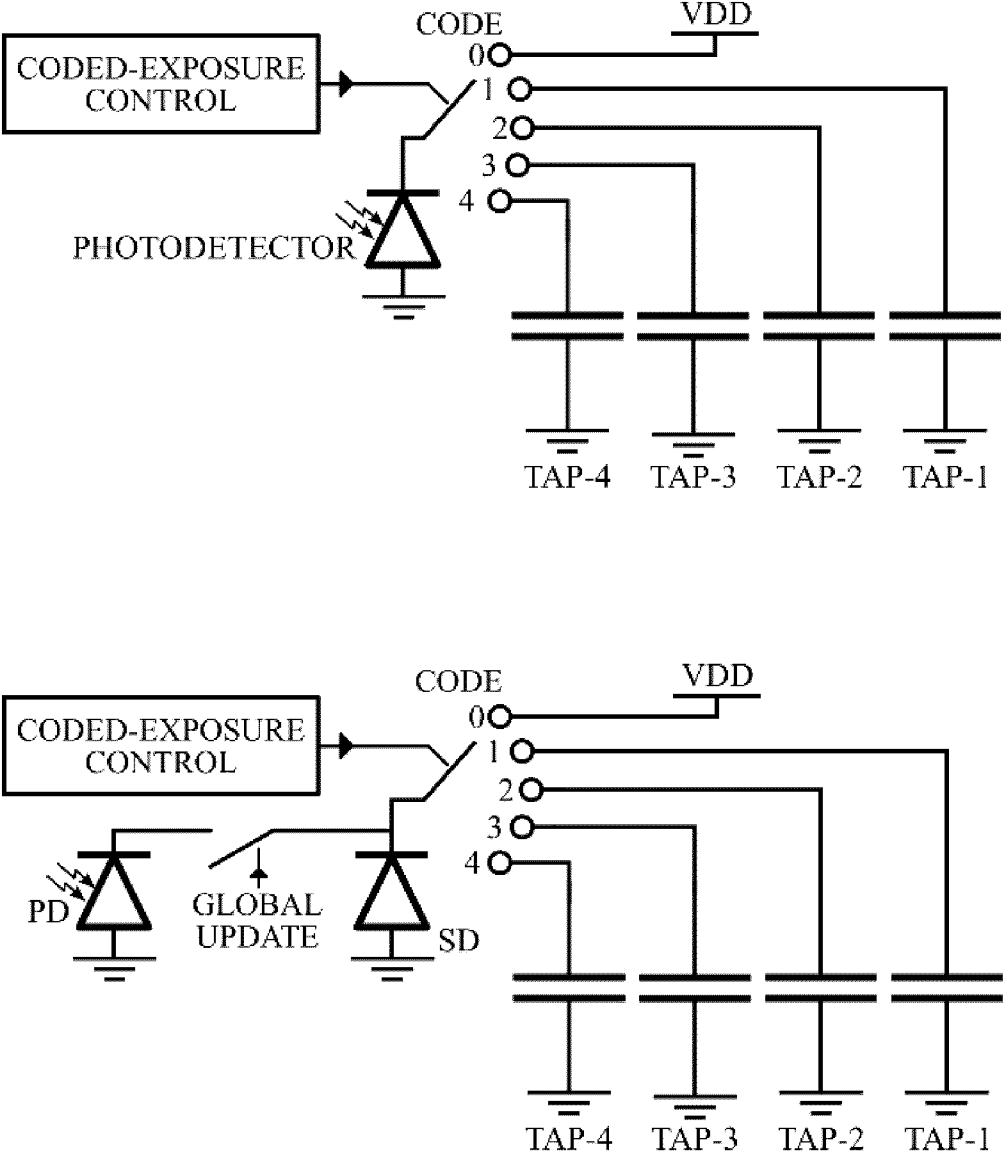 CODE
VDD
0
CODED-EXPOSURE
CONTROL
1
2
3
4
PHOTODETECTOR
TAP-4 TAP-3 TAP-2 TAP-1
CODE
VDD
0
CODED-EXPOSURE
CONTROL
1
2
3
4
PD
GLOBAL
UPDATE
SD
TAP-4 TAP-3 TAP-2 TAP-1